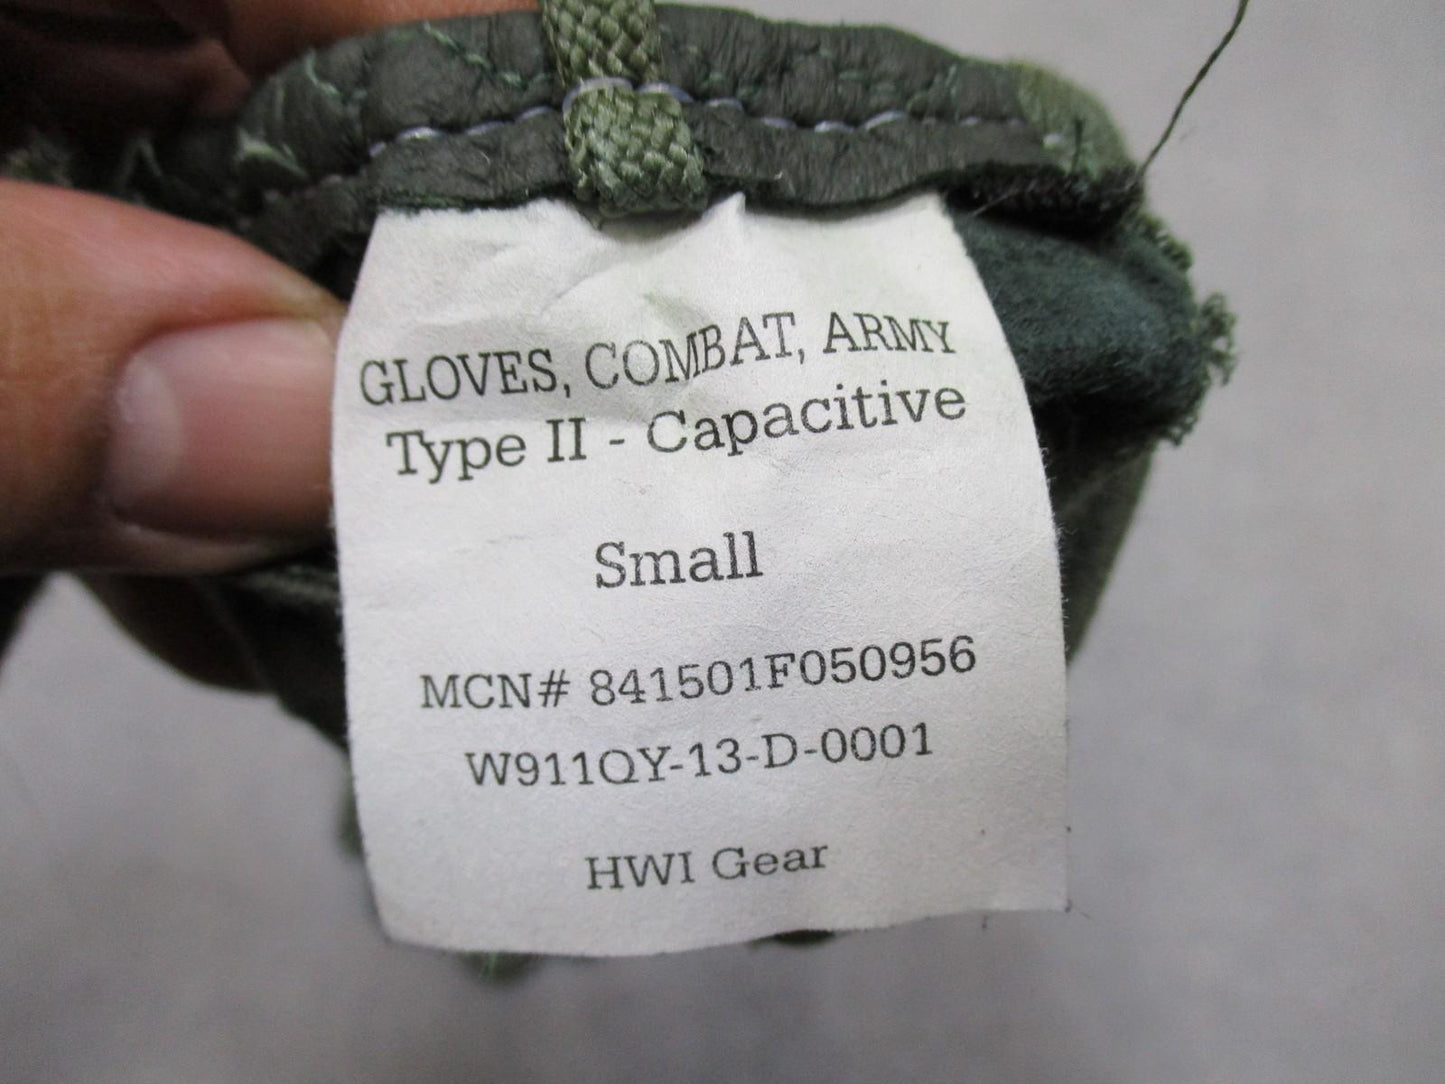 GLOVES, COMBAT, ARMY
Type II - Capacitive
Small
MCN# 841501F050956
W911QY-13-D-0001
HWI Gear